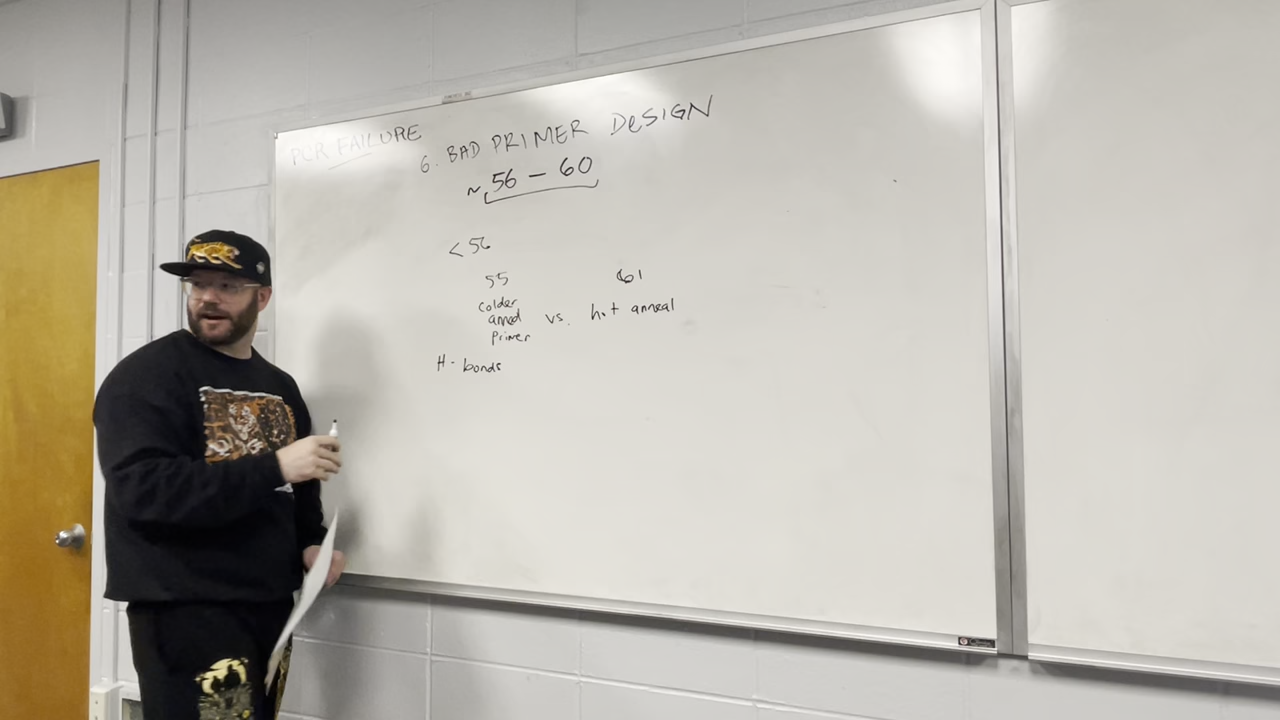 PCR FAILURE
6. BAD PRIMER DeSIGN
~56 – 60
< 56
55 61
colder
anneal vs. hot anneal
primer
H - bonds